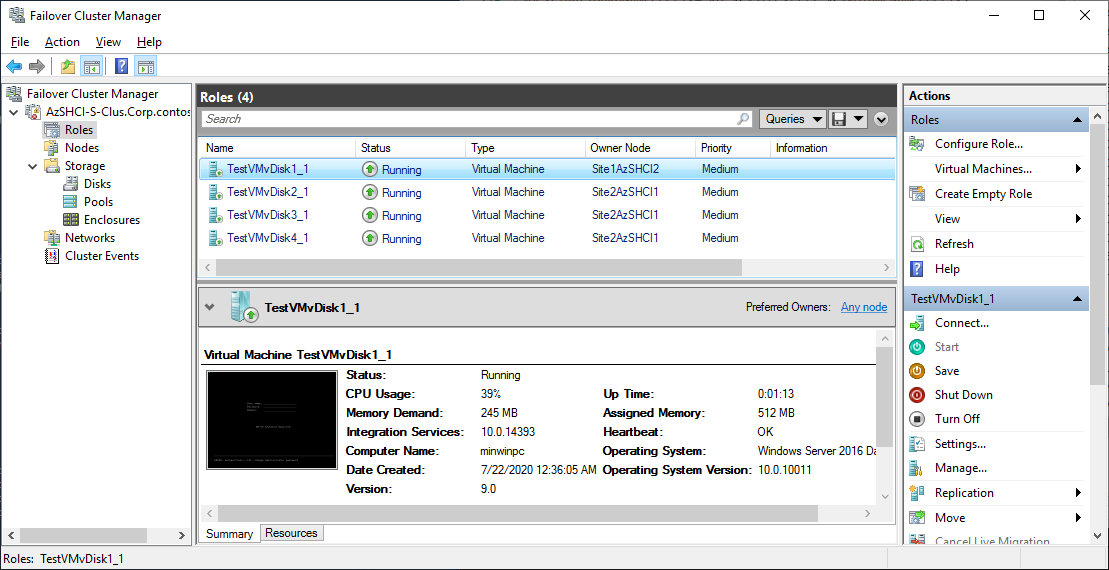 Failover Cluster Manager
File Action View Help
Failover Cluster Manager
AzSHCI-S-Clus.Corp.contos
Roles
Nodes
Storage
Disks
Pools
Enclosures
Networks
Cluster Events
Roles (4)
Search
Queries
Name Status Type Owner Node Priority Information
TestVMvDisk1_1 Running Virtual Machine Site1AzSHCI2 Medium
TestVMvDisk2_1 Running Virtual Machine Site2AzSHCI1 Medium
TestVMvDisk3_1 Running Virtual Machine Site2AzSHCI1 Medium
TestVMvDisk4_1 Running Virtual Machine Site2AzSHCI1 Medium
TestVMvDisk1_1 Preferred Owners: Any node
Virtual Machine TestVMvDisk1_1
Status: Running
CPU Usage: 39% Up Time: 0:01:13
Memory Demand: 245 MB Assigned Memory: 512 MB
Integration Services: 10.0.14393 Heartbeat: OK
Computer Name: minwinpc Operating System: Windows Server 2016 Da
Date Created: 7/22/2020 12:36:05 AM Operating System Version: 10.0.10011
Version: 9.0
Summary Resources
Actions
Roles
Configure Role...
Virtual Machines...
Create Empty Role
View
Refresh
Help
TestVMvDisk1_1
Connect...
Start
Save
Shut Down
Turn Off
Settings...
Manage...
Replication
Move
Cancel Live Migration
Roles: TestVMvDisk1_1